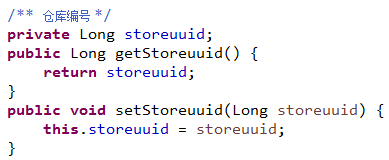 /** 仓库编号 */
private Long storeuuid;
public Long getStoreuuid() {
    return storeuuid;
}
public void setStoreuuid(Long storeuuid) {
    this.storeuuid = storeuuid;
}